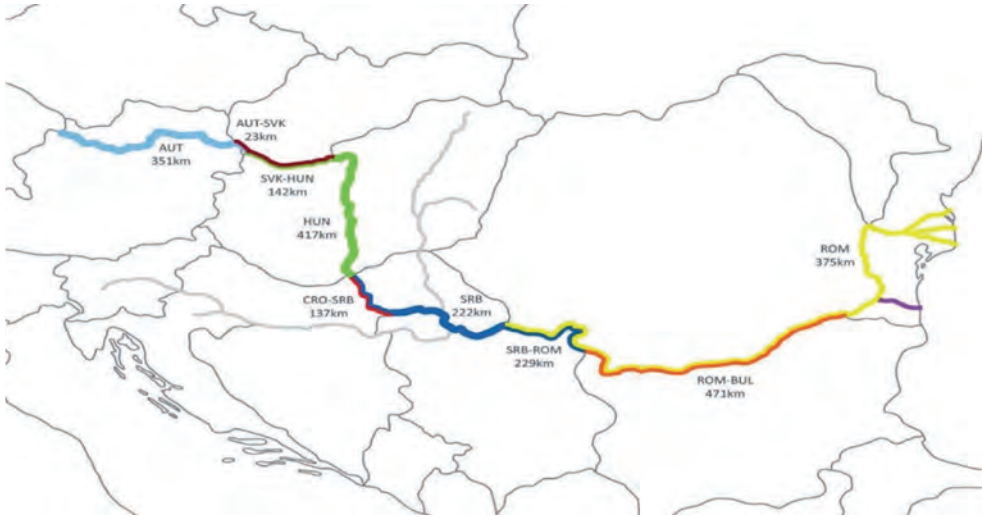 AUT-SVK
23km
AUT
351km
SVK-HUN
142km
HUN
417km
ROM
375km
CRO-SRB
137km
SRB
222km
SRB-ROM
229km
ROM-BUL
471km